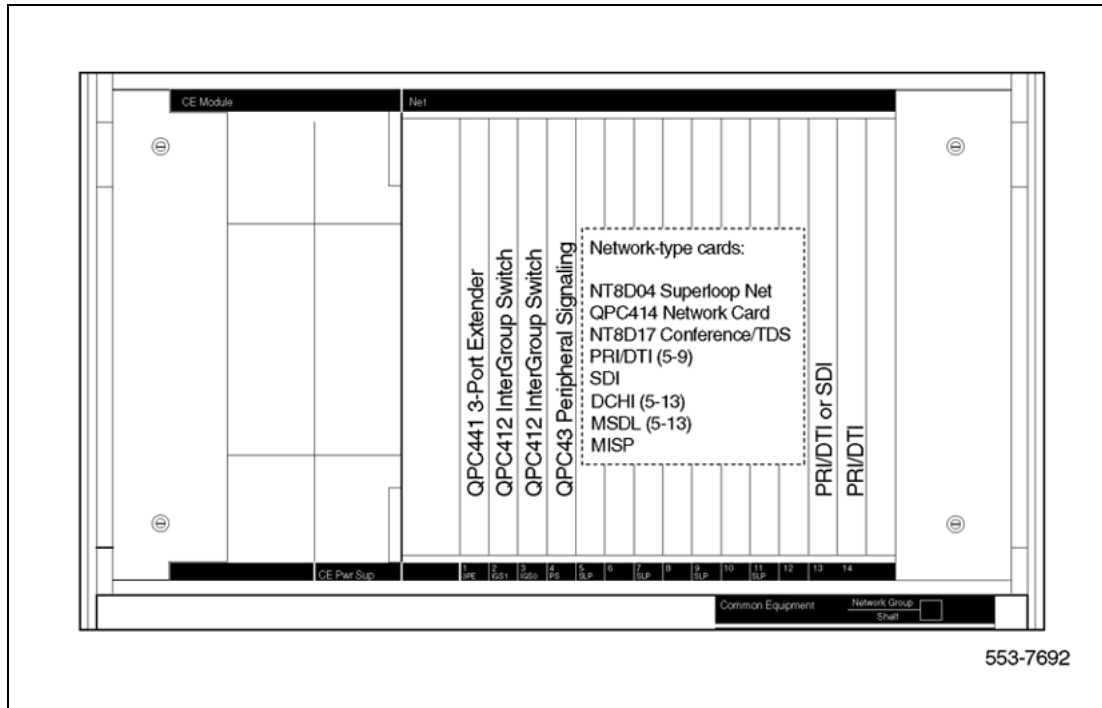 CE Module
Net
QPC441 3-Port Extender
QPC412 InterGroup Switch
QPC412 InterGroup Switch
QPC43 Peripheral Signaling
Network-type cards:
NT8D04 Superloop Net
QPC414 Network Card
NT8D17 Conference/TDS
PRI/DTI (5-9)
SDI
DCHI (5-13)
MSDL (5-13)
MISP
PRI/DTI or SDI
PRI/DTI
CE Pwr Sup
1 2 3 4 5 6 7 8 9 10 11 12 13 14
3PE IGS1 IGS0 PS SLP SLP SLP SLP
Common Equipment
Network Group
Shelf
553-7692